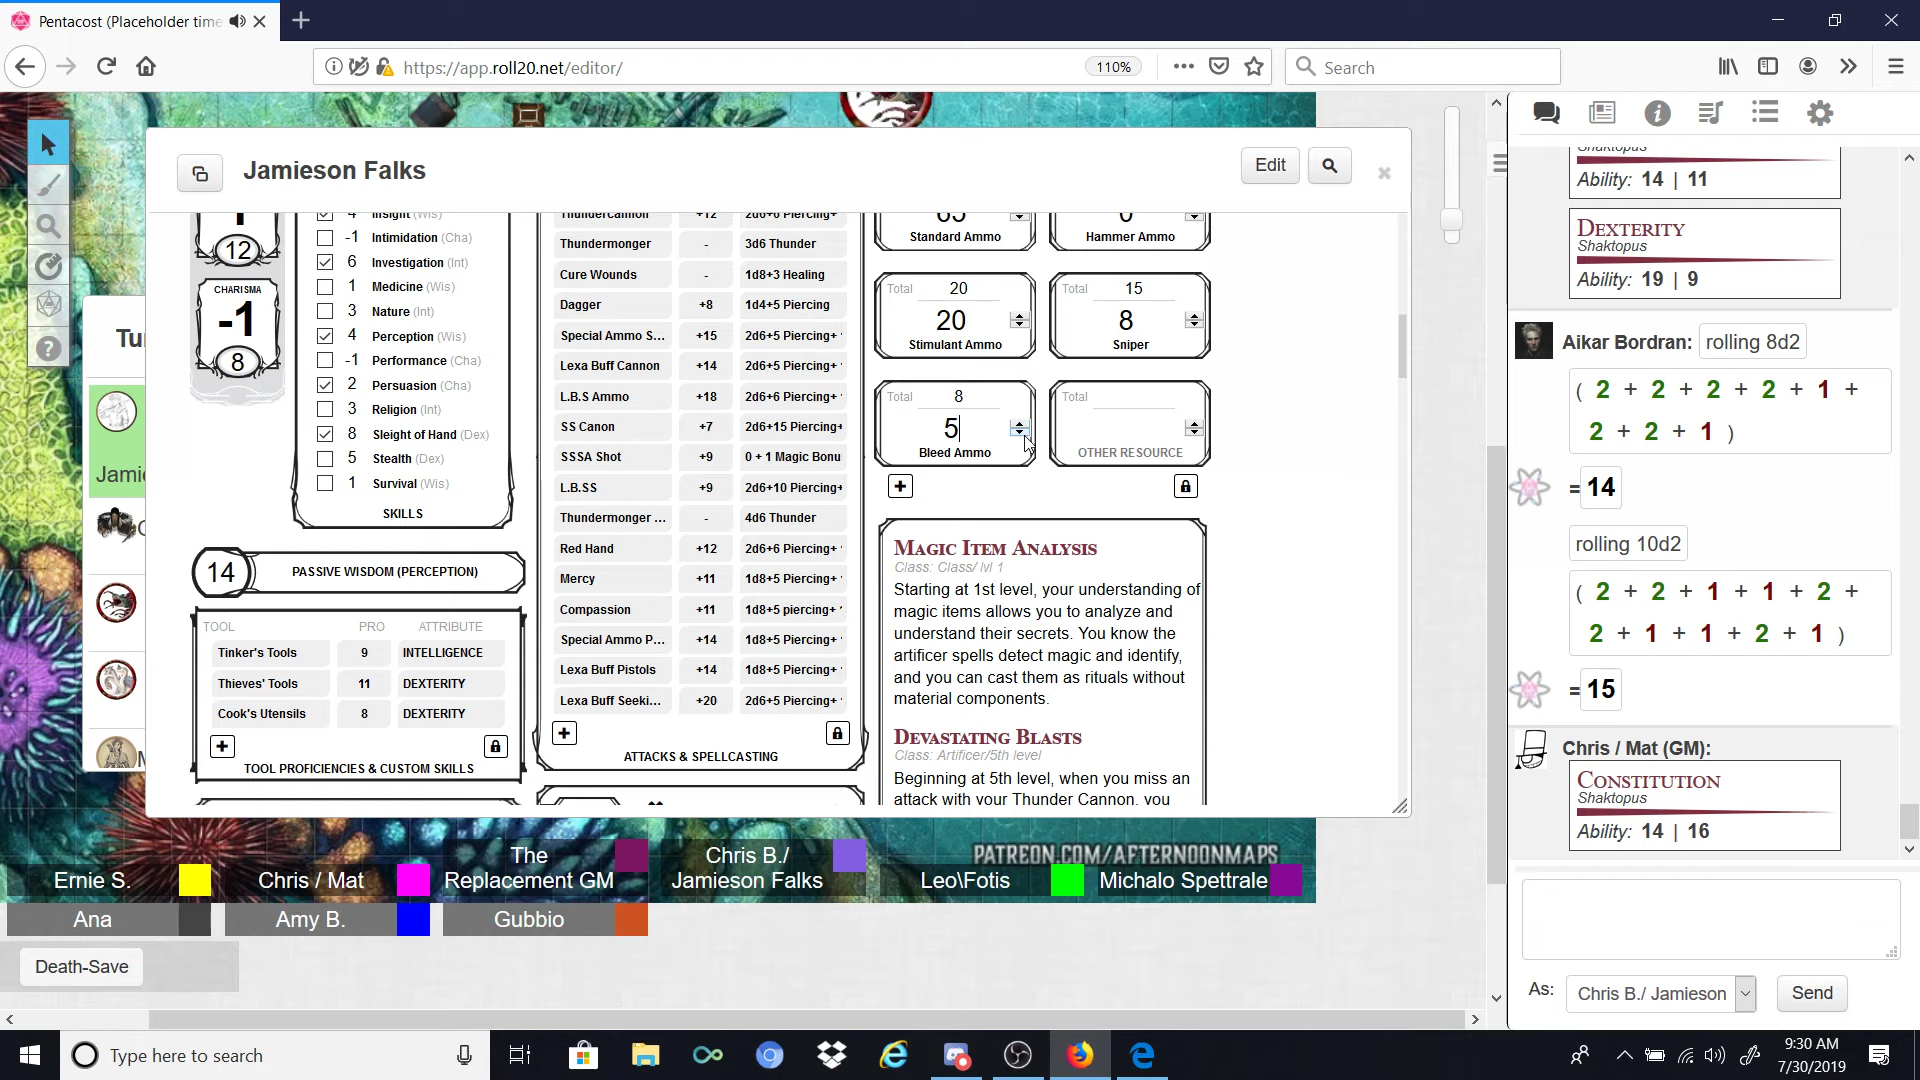 Pentacost (Placeholder time
https://app.roll20.net/editor/
110%
Search
Jamieson Falks
Edit
12
CHARISMA
-1
8
Insight (Wis)
-1 Intimidation (Cha)
6 Investigation (Int)
1 Medicine (Wis)
3 Nature (Int)
4 Perception (Wis)
-1 Performance (Cha)
2 Persuasion (Cha)
3 Religion (Int)
8 Sleight of Hand (Dex)
5 Stealth (Dex)
1 Survival (Wis)
SKILLS
14 PASSIVE WISDOM (PERCEPTION)
TOOL PRO ATTRIBUTE
Tinker's Tools 9 INTELLIGENCE
Thieves' Tools 11 DEXTERITY
Cook's Utensils 8 DEXTERITY
TOOL PROFICIENCIES & CUSTOM SKILLS
Thundercannon +12 2d6+6 Piercing+
Thundermonger - 3d6 Thunder
Cure Wounds - 1d8+3 Healing
Dagger +8 1d4+5 Piercing
Special Ammo S... +15 2d6+5 Piercing+
Lexa Buff Cannon +14 2d6+5 Piercing+
L.B.S Ammo +18 2d6+6 Piercing+
SS Canon +7 2d6+15 Piercing+
SSSA Shot +9 0 + 1 Magic Bonu
L.B.SS +9 2d6+10 Piercing+
Thundermonger ... - 4d6 Thunder
Red Hand +12 2d6+6 Piercing+
Mercy +11 1d8+5 Piercing+
Compassion +11 1d8+5 piercing+
Special Ammo P... +14 1d8+5 Piercing+
Lexa Buff Pistols +14 1d8+5 Piercing+
Lexa Buff Seeki... +20 2d6+5 Piercing+
ATTACKS & SPELLCASTING
Standard Ammo
Hammer Ammo
Total 20
20
Stimulant Ammo
Total 15
8
Sniper
Total 8
5
Bleed Ammo
Total
OTHER RESOURCE
MAGIC ITEM ANALYSIS
Class: Class/ lvl 1
Starting at 1st level, your understanding of
magic items allows you to analyze and
understand their secrets. You know the
artificer spells detect magic and identify,
and you can cast them as rituals without
material components.
DEVASTATING BLASTS
Class: Artificer/5th level
Beginning at 5th level, when you miss an
attack with your Thunder Cannon, you
Tu
Jamie
PATREON.COM/AFTERNOONMAPS
Ernie S.
Chris / Mat
The
Replacement GM
Chris B./
Jamieson Falks
Leo\Fotis
Michalo Spettrale
Ana
Amy B.
Gubbio
Death-Save
Shaktopus
Ability: 14 | 11
DEXTERITY
Shaktopus
Ability: 19 | 9
Aikar Bordran: rolling 8d2
( 2 + 2 + 2 + 2 + 1 +
2 + 2 + 1 )
= 14
rolling 10d2
( 2 + 2 + 1 + 1 + 2 +
2 + 1 + 1 + 2 + 1 )
= 15
Chris / Mat (GM):
CONSTITUTION
Shaktopus
Ability: 14 | 16
As: Chris B./ Jamieson
Send
Type here to search
9:30 AM
7/30/2019